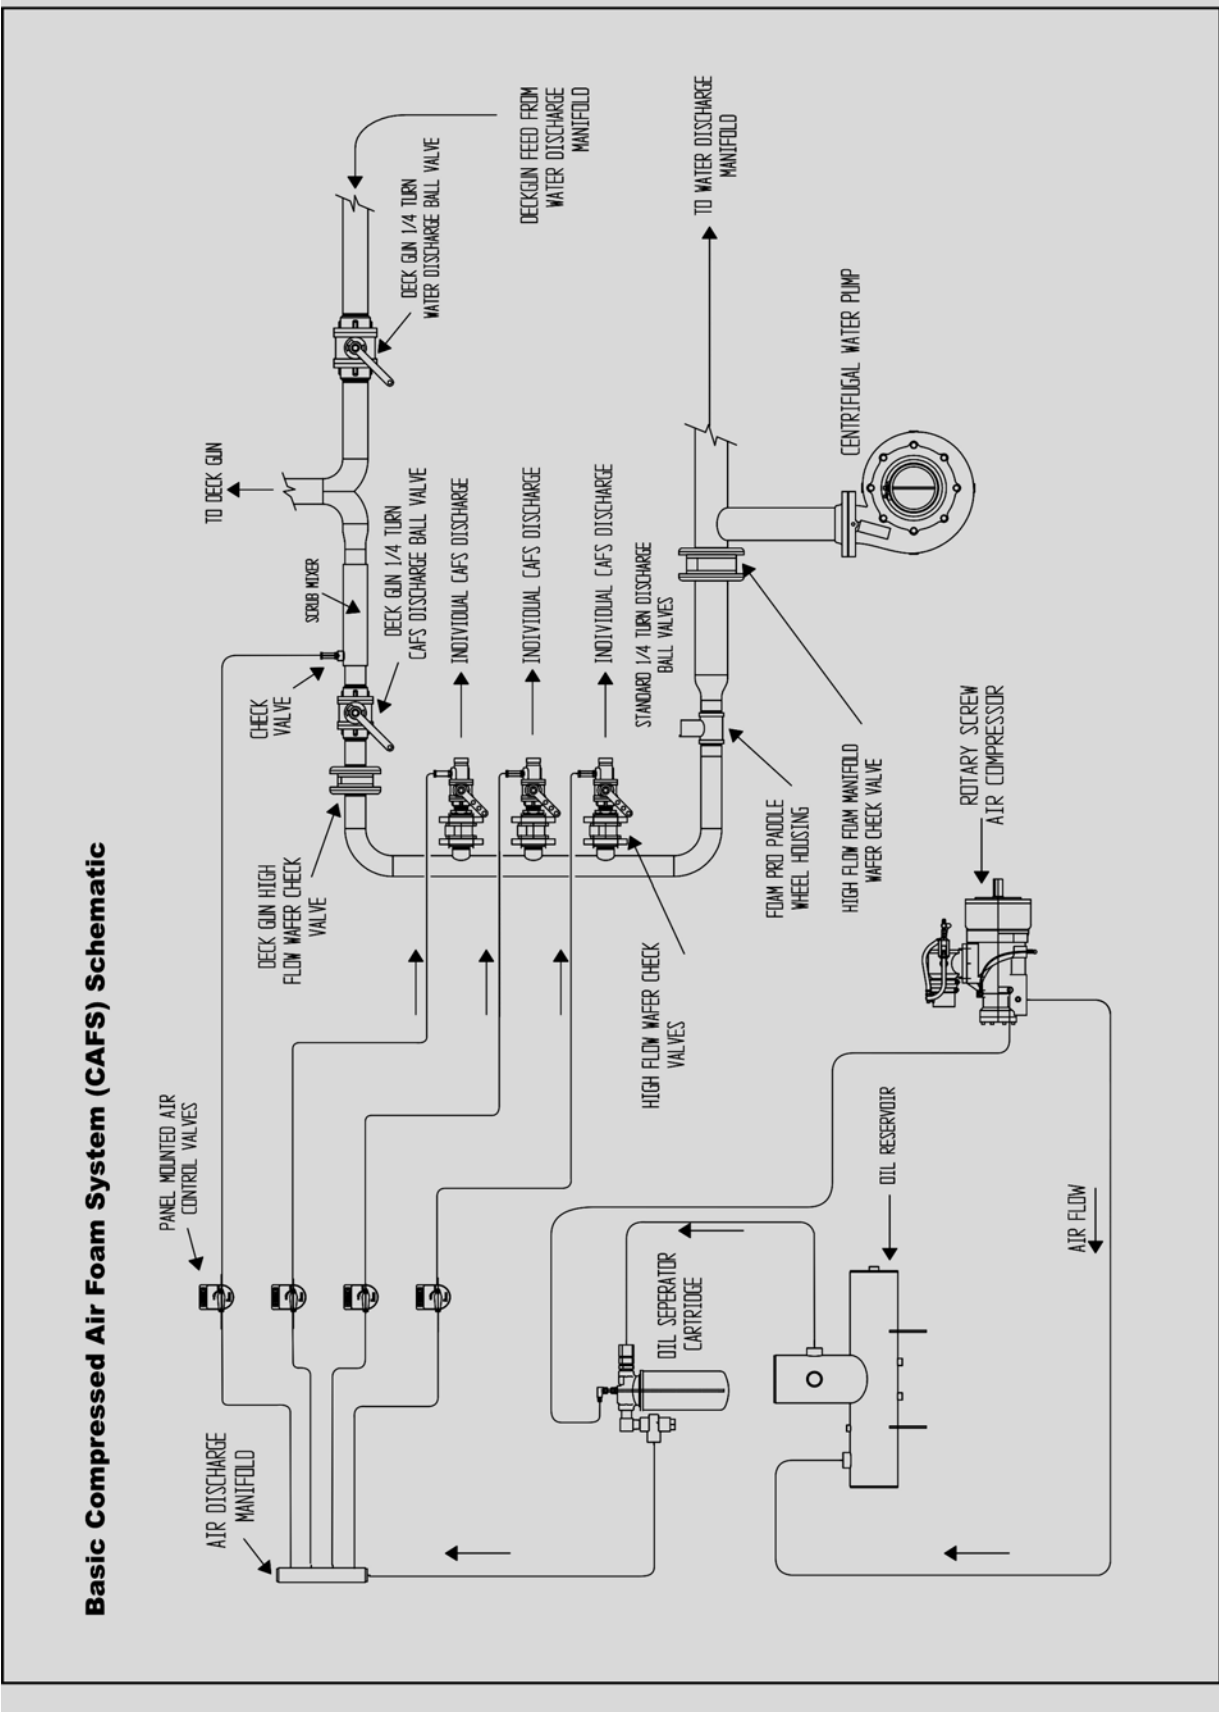 Basic Compressed Air Foam System (CAFS) Schematic
AIR DISCHARGE
MANIFOLD
PANEL MOUNTED AIR
CONTROL VALVES
DECK GUN HIGH
FLOW WAFER CHECK
VALVE
CHECK
VALVE
SCRUB MIXER
TO DECK GUN
DECK GUN 1/4 TURN
CAFS DISCHARGE BALL VALVE
DECK GUN 1/4 TURN
WATER DISCHARGE BALL VALVE
DECKGUN FEED FROM
WATER DISCHARGE
MANIFOLD
INDIVIDUAL CAFS DISCHARGE
INDIVIDUAL CAFS DISCHARGE
INDIVIDUAL CAFS DISCHARGE
STANDARD 1/4 TURN DISCHARGE
BALL VALVES
TO WATER DISCHARGE
MANIFOLD
HIGH FLOW WAFER CHECK
VALVES
FOAM PRO PADDLE
WHEEL HOUSING
HIGH FLOW FOAM MANIFOLD
WAFER CHECK VALVE
CENTRIFUGAL WATER PUMP
OIL SEPERATOR
CARTRIDGE
OIL RESERVOIR
ROTARY SCREW
AIR COMPRESSOR
AIR FLOW